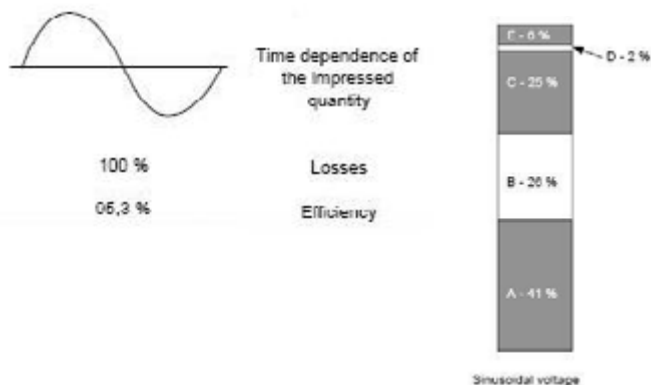 Time dependence of
the Impressed
quantity
100 %
Losses
Efficiency
E - 6 %
D - 2 %
C - 25 %
B - 26 %
A - 41 %
Sinusoidal voltage